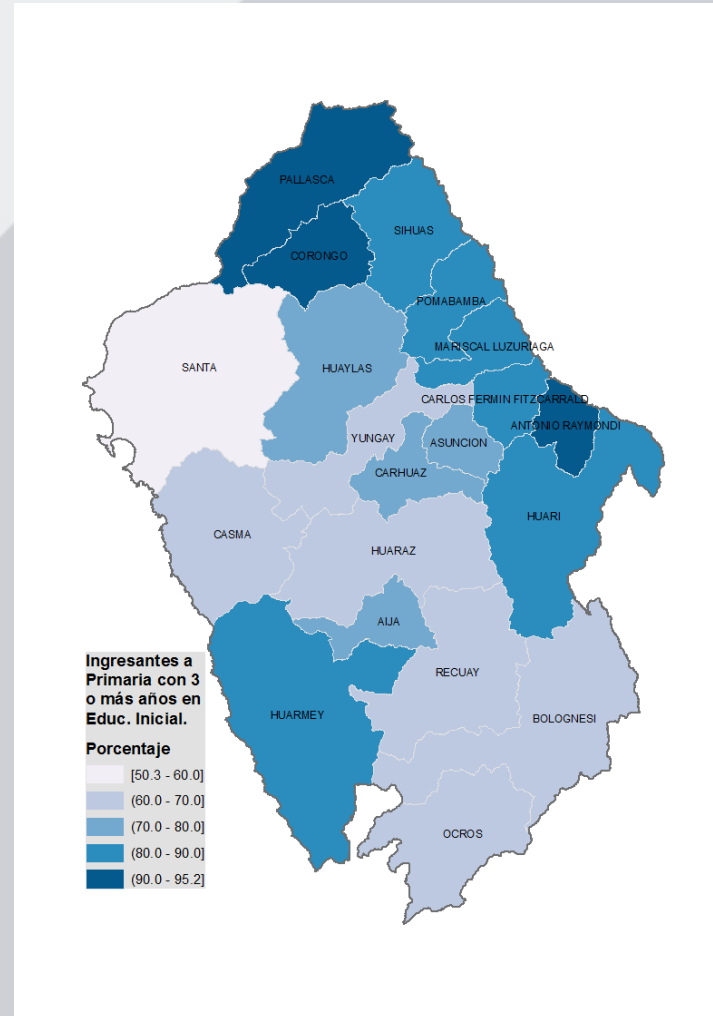 PALLASCA
SIHUAS
CORONGO
POMABAMBA
MARISCAL LUZURIAGA
SANTA
HUAYLAS
CARLOS FERMIN FITZCARRALD
ANTONIO RAYMONDI
YUNGAY
ASUNCION
CARHUAZ
HUARI
CASMA
HUARAZ
AIJA
RECUAY
HUARMEY
BOLOGNESI
OCROS
Ingresantes a
Primaria con 3
o más años en
Educ. Inicial.
Porcentaje
[50.3 - 60.0]
(60.0 - 70.0]
(70.0 - 80.0]
(80.0 - 90.0]
(90.0 - 95.2]